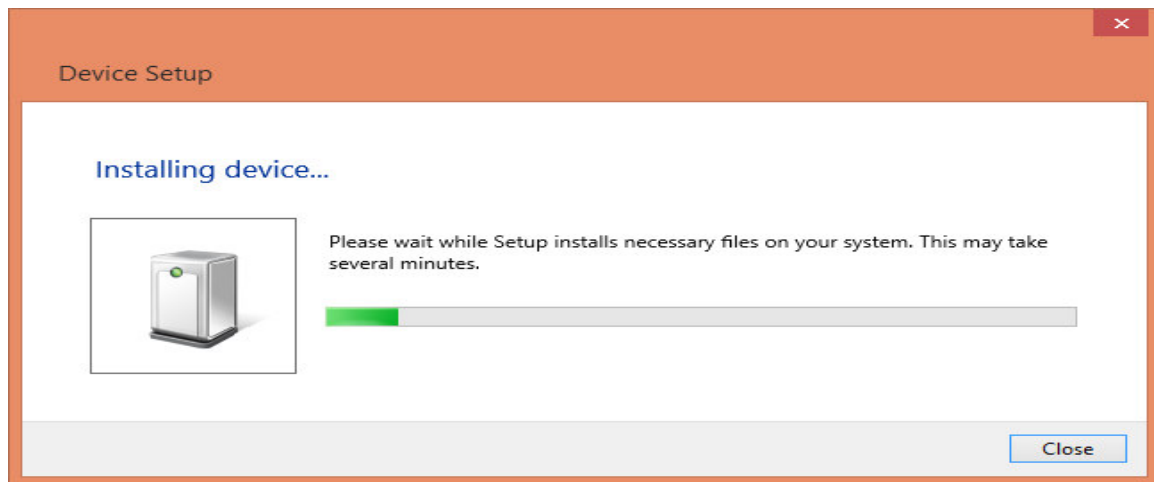 Device Setup
Installing device...
Please wait while Setup installs necessary files on your system. This may take
several minutes.
Close